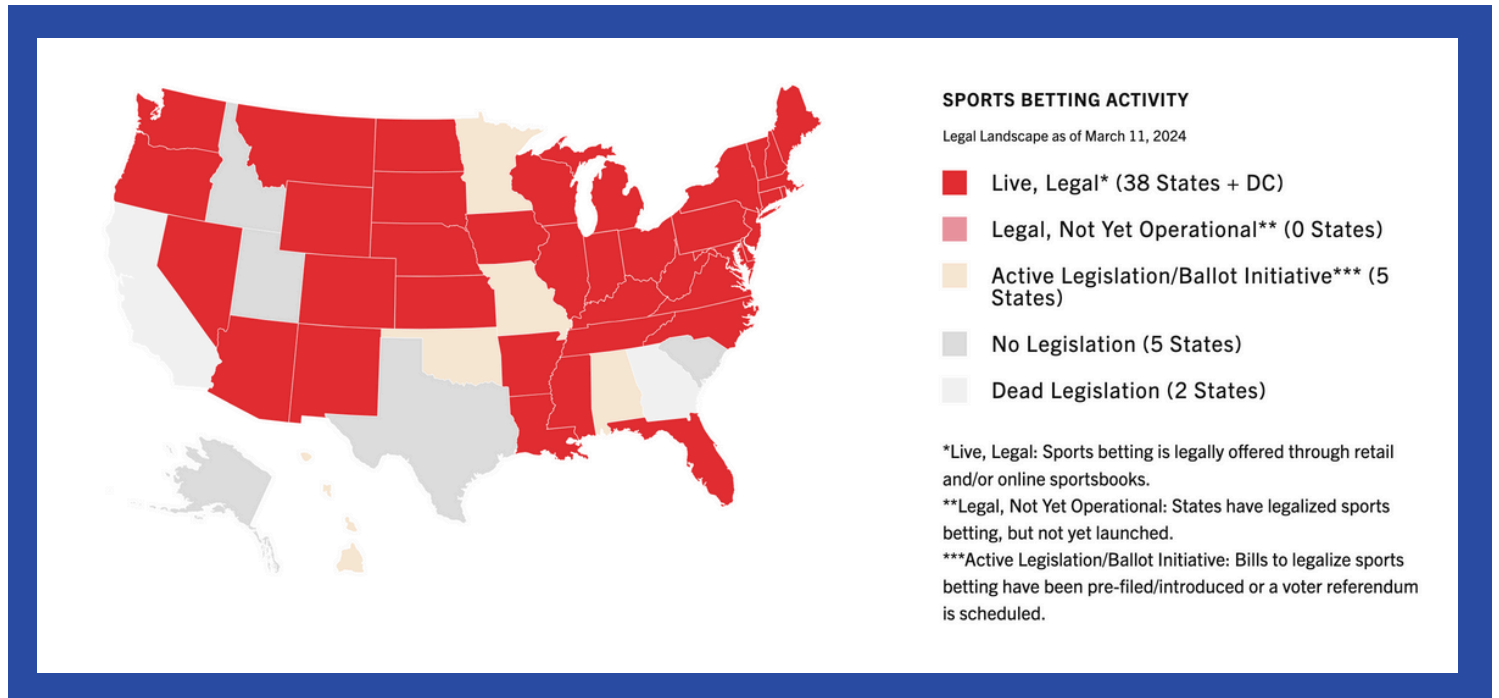 SPORTS BETTING ACTIVITY
Legal Landscape as of March 11, 2024
Live, Legal* (38 States + DC)
Legal, Not Yet Operational** (0 States)
Active Legislation/Ballot Initiative*** (5
States)
No Legislation (5 States)
Dead Legislation (2 States)
*Live, Legal: Sports betting is legally offered through retail
and/or online sportsbooks.
**Legal, Not Yet Operational: States have legalized sports
betting, but not yet launched.
***Active Legislation/Ballot Initiative: Bills to legalize sports
betting have been pre-filed/introduced or a voter referendum
is scheduled.